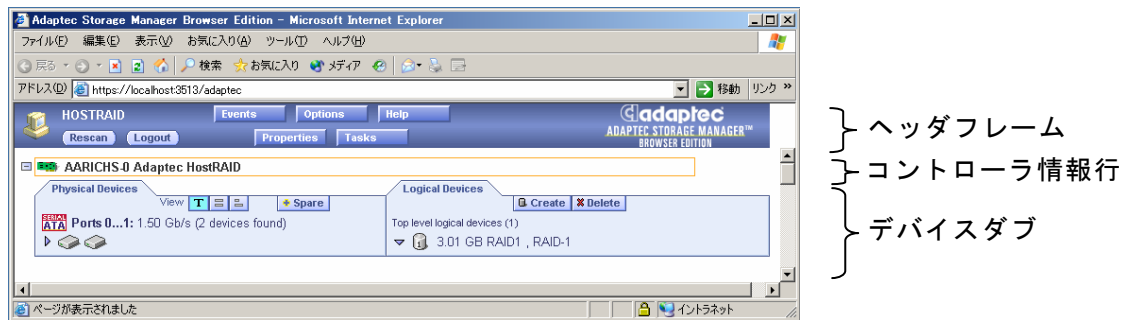 Adaptec Storage Manager Browser Edition - Microsoft Internet Explorer
ファイル(F) 編集(E) 表示(V) お気に入り(A) ツール(T) ヘルプ(H)
戻る 検索 お気に入り メディア
アドレス(D) https://localhost:3513/adaptec 移動 リンク »
HOSTRAID Events Options Help adaptec
Rescan Logout Properties Tasks ADAPTEC STORAGE MANAGER™
BROWSER EDITION
ヘッダフレーム
AARICHS-0 Adaptec HostRAID
コントローラ情報行
Physical Devices Logical Devices
View T + Spare Create Delete
デバイスダブ
SERIAL ATA Ports 0...1: 1.50 Gb/s (2 devices found) Top level logical devices (1)
3.01 GB RAID1 , RAID-1
ページが表示されました イントラネット